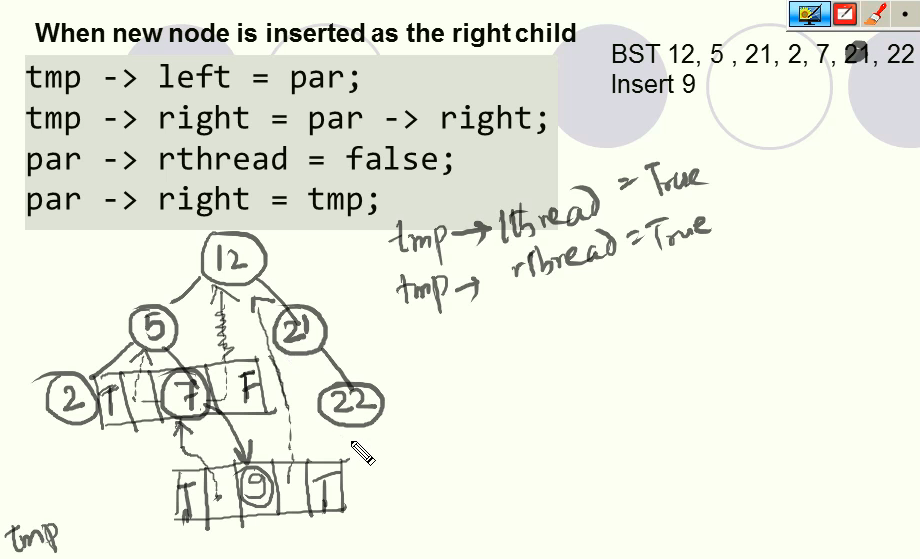 When new node is inserted as the right child
BST 12, 5 , 21, 2, 7, 21, 22
Insert 9
tmp -> left = par;
tmp -> right = par -> right;
par -> rthread = false;
par -> right = tmp;
tmp → lthread = True
tmp → rthread = True
12
5
21
2
T
7
F
22
T
9
T
tmp